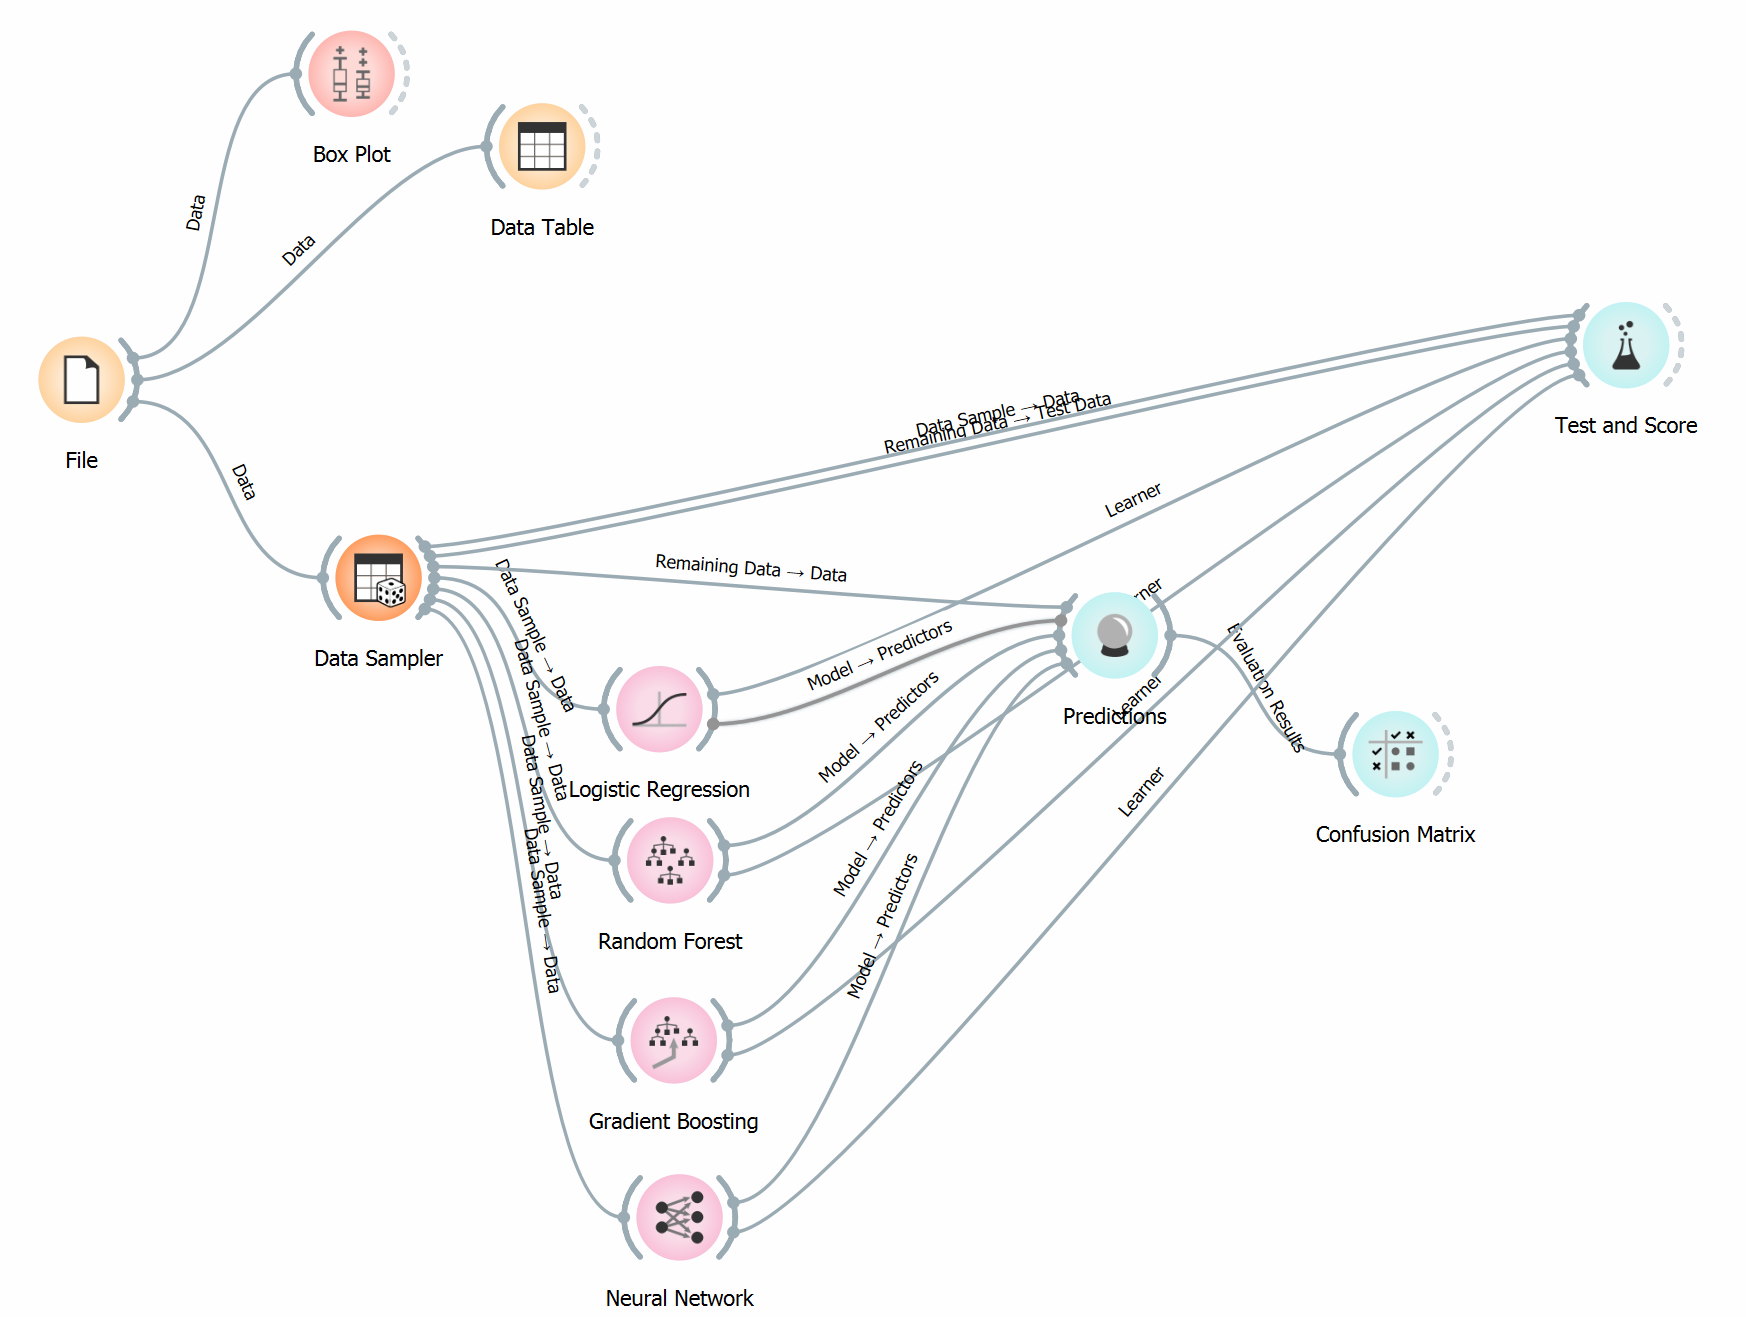 Box Plot
Data Table
Data
Data
File
Data
Data Sample → Data
Remaining Data → Test Data
Test and Score
Learner
Data Sampler
Remaining Data → Data
Data Sample → Data
Data Sample → Data
Data Sample → Data
Data Sample → Data
Model → Predictors
Model → Predictors
Model → Predictors
Model → Predictors
Predictions
Learner
Learner
Evaluation Results
Confusion Matrix
Logistic Regression
Random Forest
Gradient Boosting
Neural Network